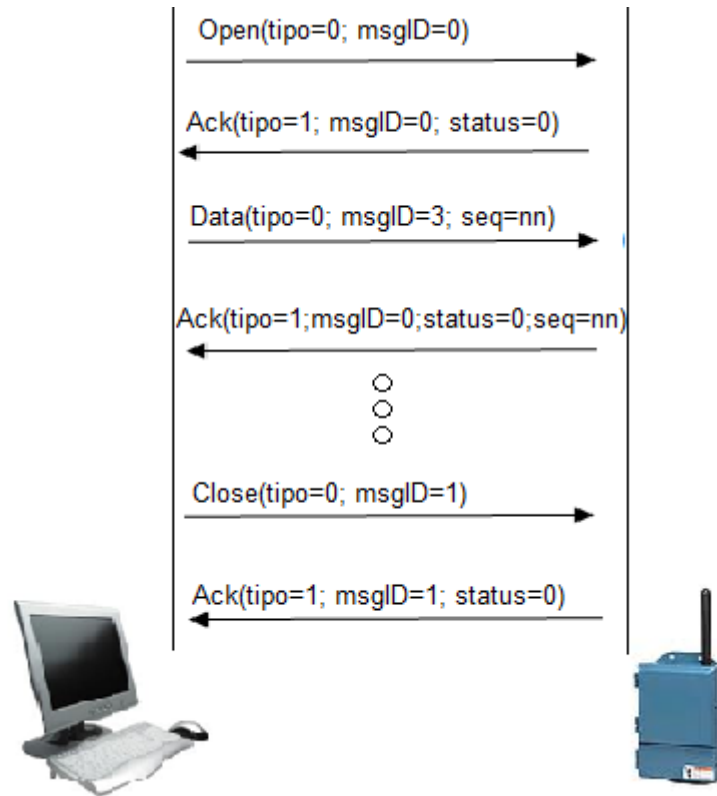 Open(tipo=0; msgID=0)
Ack(tipo=1; msgID=0; status=0)
Data(tipo=0; msgID=3; seq=nn)
Ack(tipo=1;msgID=0;status=0;seq=nn)
Close(tipo=0; msgID=1)
Ack(tipo=1; msgID=1; status=0)